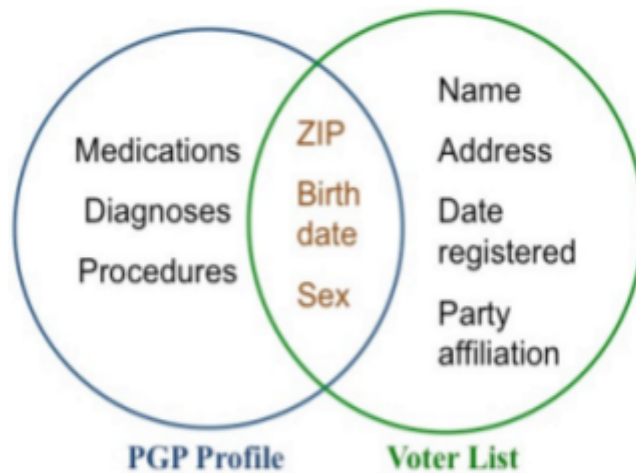 Medications
Diagnoses
Procedures
ZIP
Birth
date
Sex
Name
Address
Date
registered
Party
affiliation
PGP Profile
Voter List